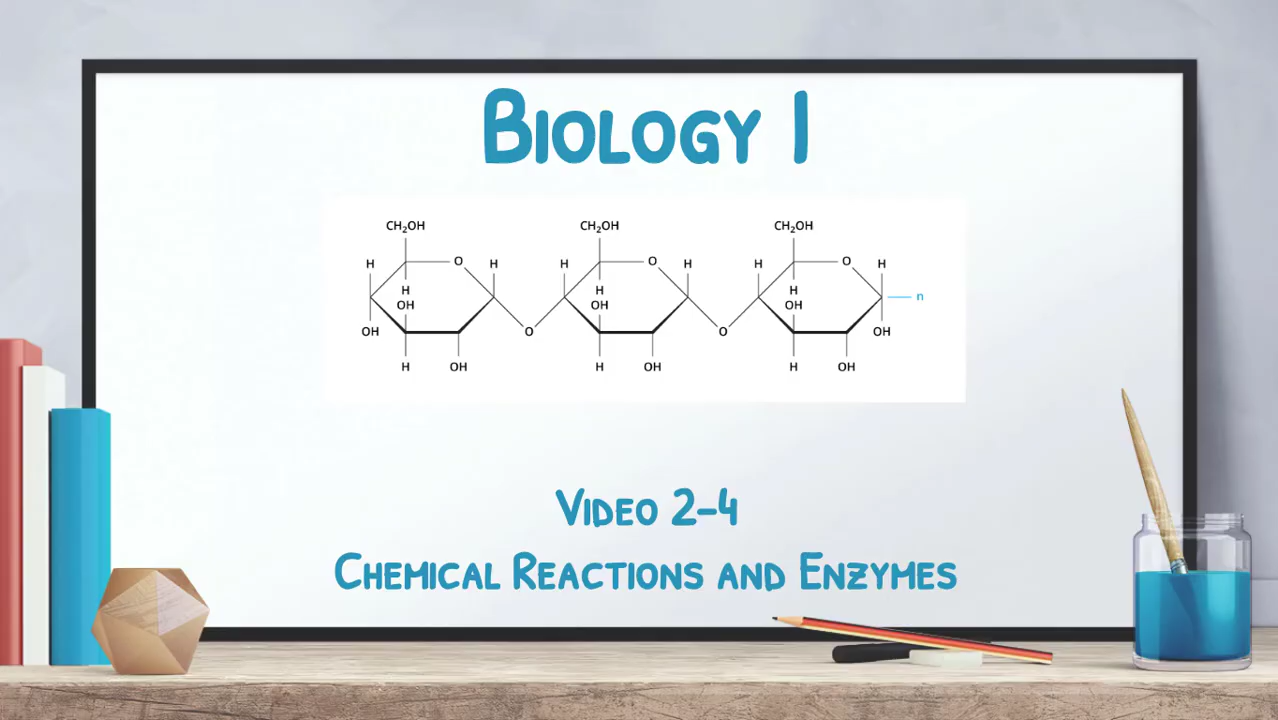 Biology 1
CH₂OH CH₂OH CH₂OH
H O H H O H H O H
H H H n
OH OH OH
OH O O OH
H OH H OH H OH
Video 2-4
Chemical Reactions and Enzymes